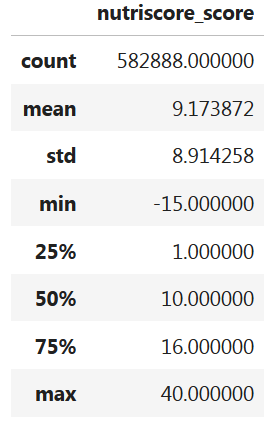 nutriscore_score
count 582888.000000
mean 9.173872
std 8.914258
min -15.000000
25% 1.000000
50% 10.000000
75% 16.000000
max 40.000000